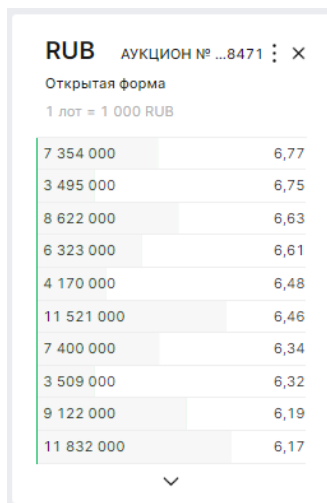 RUB АУКЦИОН № ...8471
Открытая форма
1 лот = 1 000 RUB
7 354 000 6,77
3 495 000 6,75
8 622 000 6,63
6 323 000 6,61
4 170 000 6,48
11 521 000 6,46
7 400 000 6,34
3 509 000 6,32
9 122 000 6,19
11 832 000 6,17